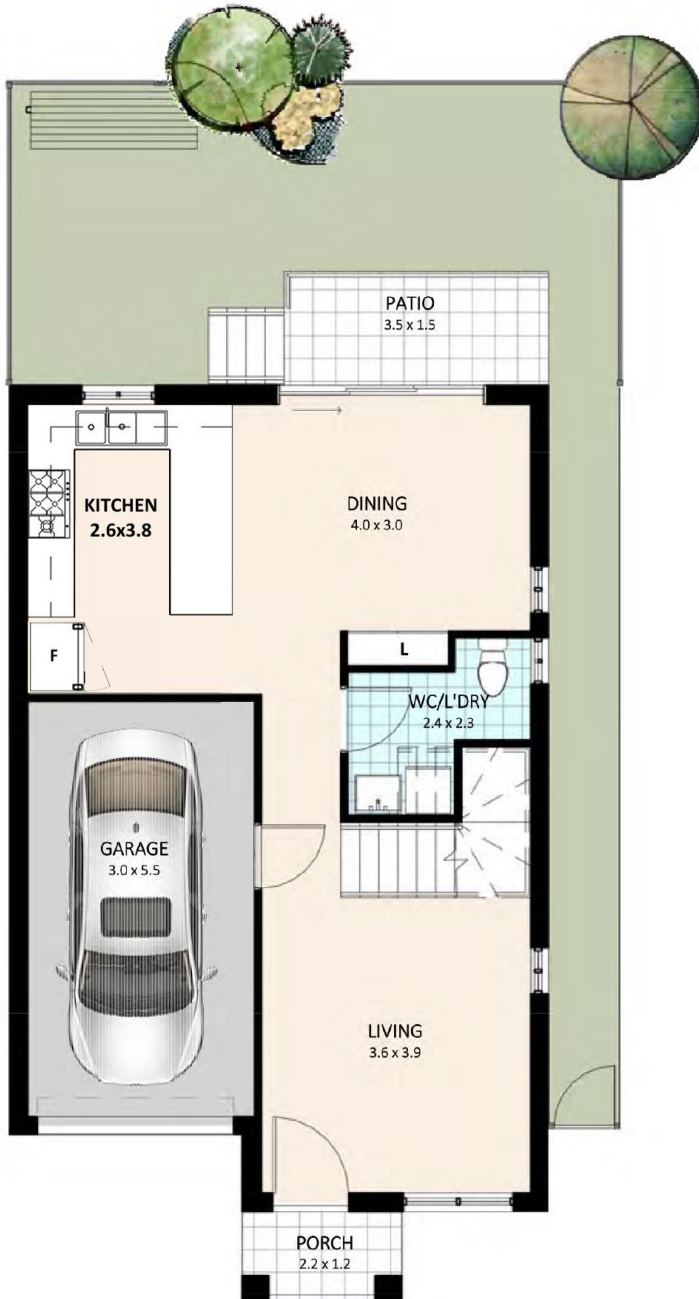 PATIO
3.5 x 1.5
KITCHEN
2.6x3.8
DINING
4.0 x 3.0
F
L
WC/L'DRY
2.4 x 2.3
GARAGE
3.0 x 5.5
LIVING
3.6 x 3.9
PORCH
2.2 x 1.2